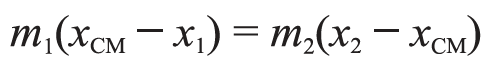 m₁(x_CM − x₁) = m₂(x₂ − x_CM)